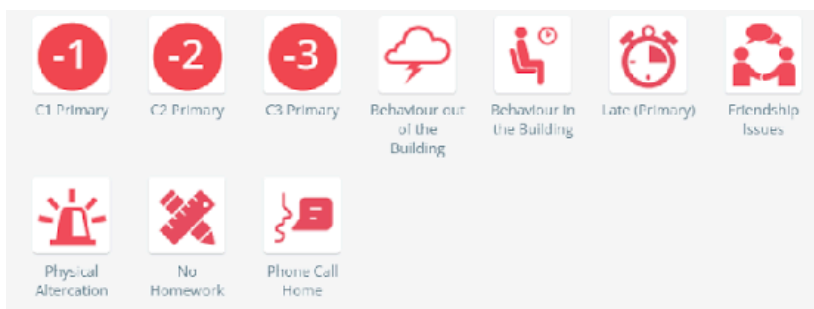 -1
-2
-3
C1 Primary
C2 Primary
C3 Primary
Behaviour out
of the
Building
Behaviour in
the Building
Late (Primary)
Friendship
Issues
Physical
Altercation
No
Homework
Phone Call
Home